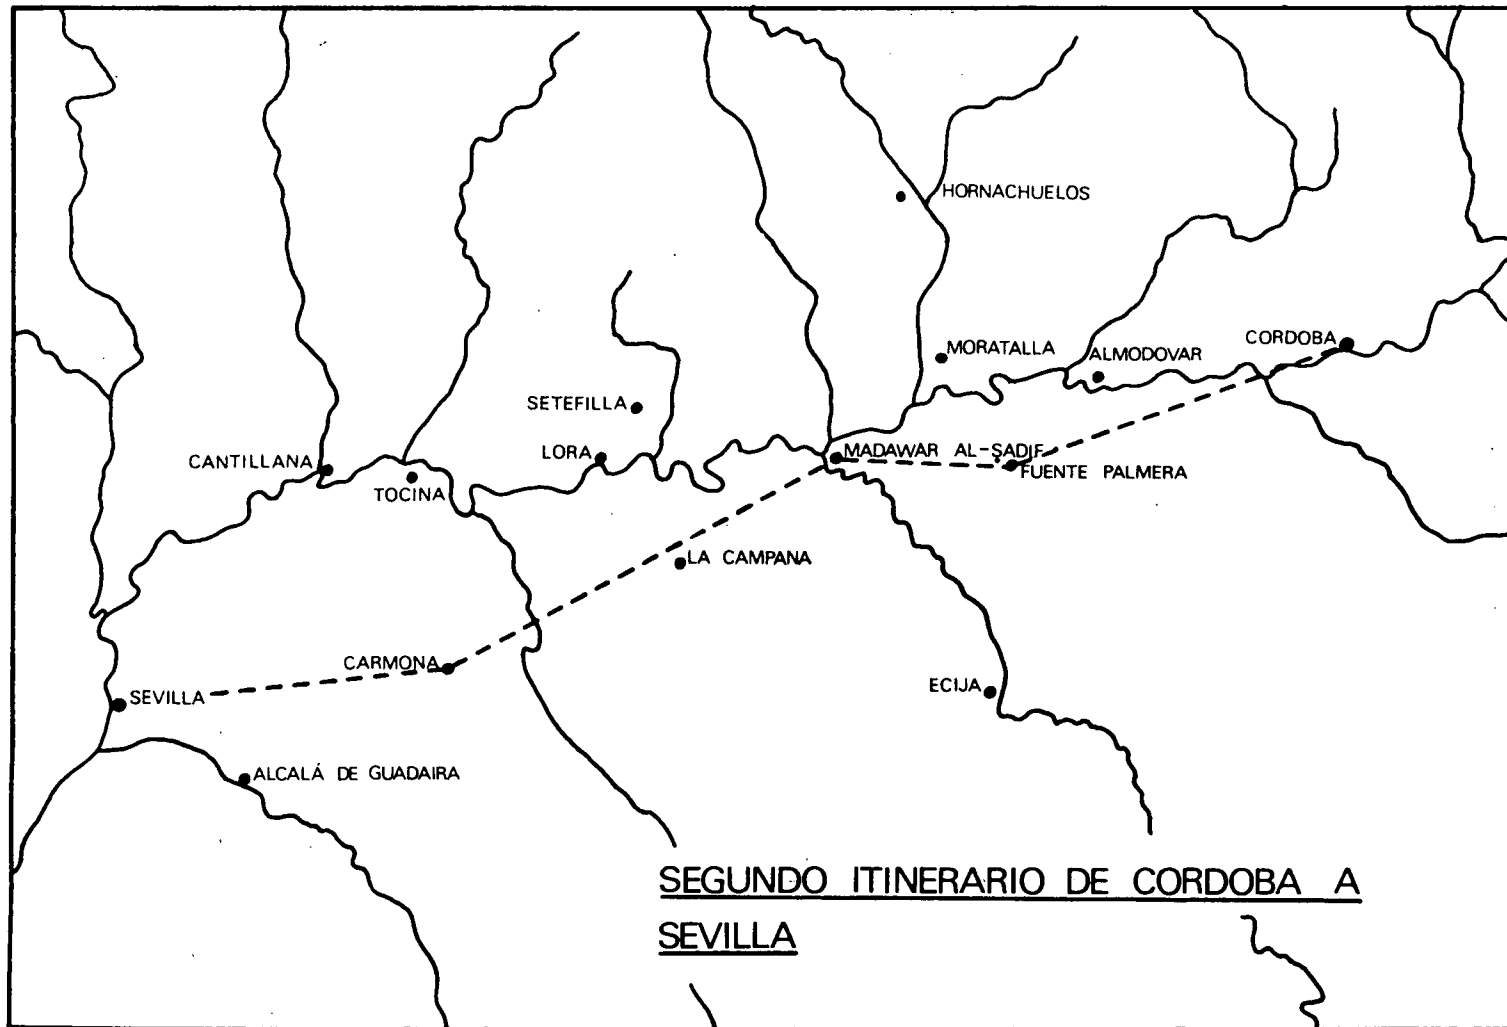 HORNACHUELOS
CORDOBA
MORATALLA
ALMODOVAR
SETEFILLA
LORA
MADAWAR AL-ṢADIF
CANTILLANA
FUENTE PALMERA
TOCINA
LA CAMPANA
CARMONA
ECIJA
SEVILLA
ALCALÁ DE GUADAIRA
SEGUNDO ITINERARIO DE CORDOBA A
SEVILLA